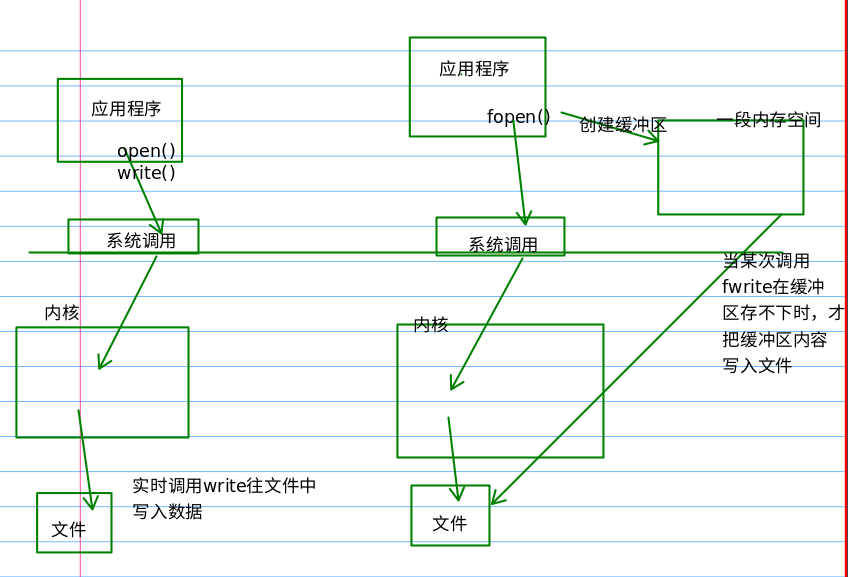 应用程序
open()
write()
系统调用
内核
文件
实时调用write往文件中
写入数据
应用程序
fopen()
创建缓冲区
一段内存空间
系统调用
内核
文件
当某次调用
fwrite在缓冲
区存不下时，才
把缓冲区内容
写入文件